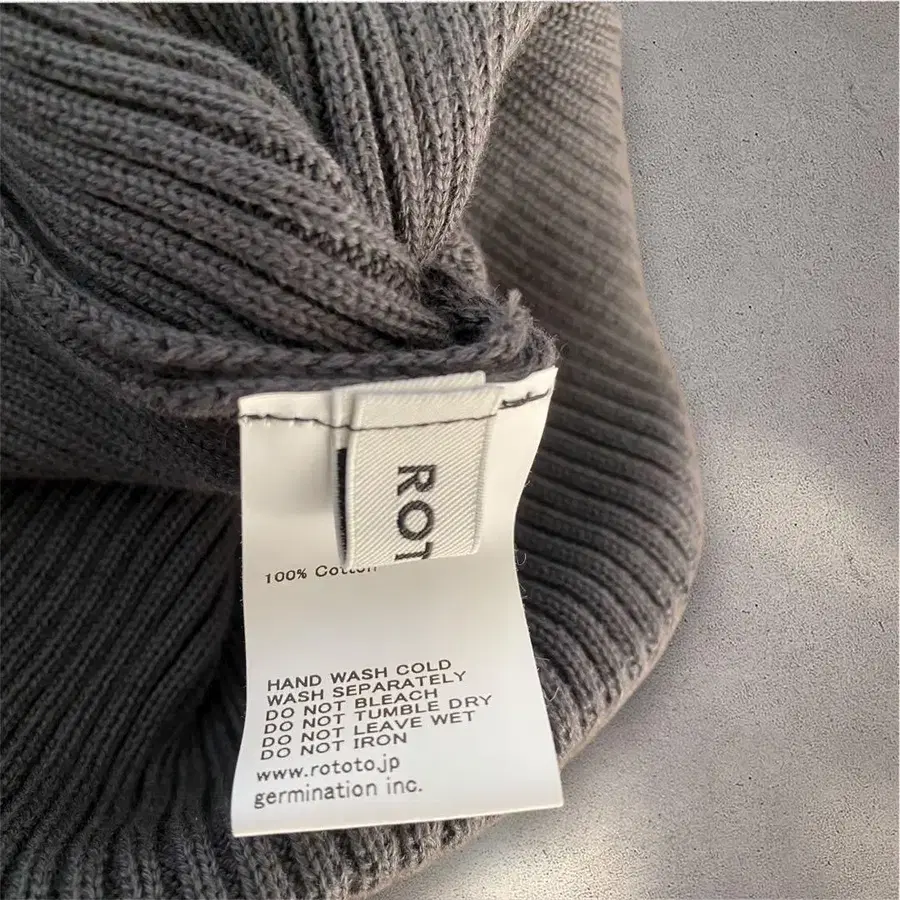 ROT
100% Cotton
HAND WASH COLD
WASH SEPARATELY
DO NOT BLEACH
DO NOT TUMBLE DRY
DO NOT LEAVE WET
DO NOT IRON
www.rototo.jp
germination inc.